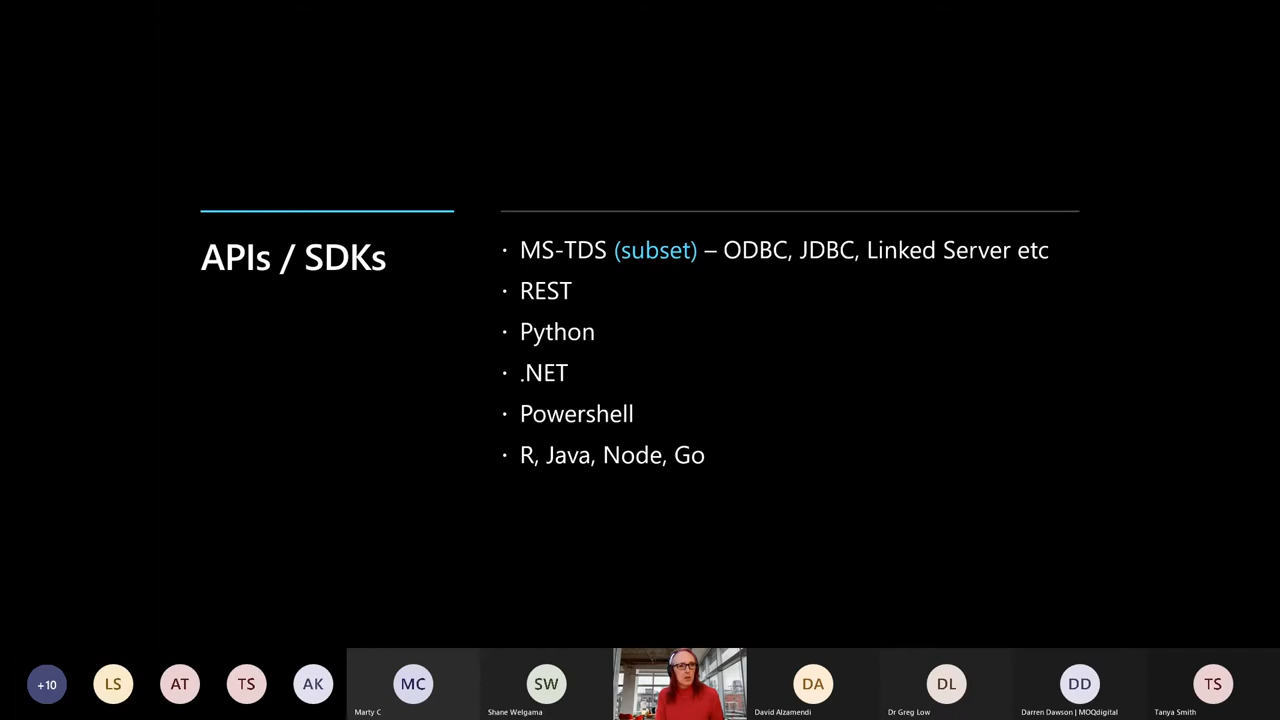 APIs / SDKs
· MS-TDS (subset) – ODBC, JDBC, Linked Server etc
· REST
· Python
· .NET
· Powershell
· R, Java, Node, Go
+10
LS
AT
TS
AK
MC
SW
DA
DL
DD
TS
Marty C
Shane Welgama
David Alzamendi
Dr Greg Low
Darren Dawson | MOQdigital
Tanya Smith